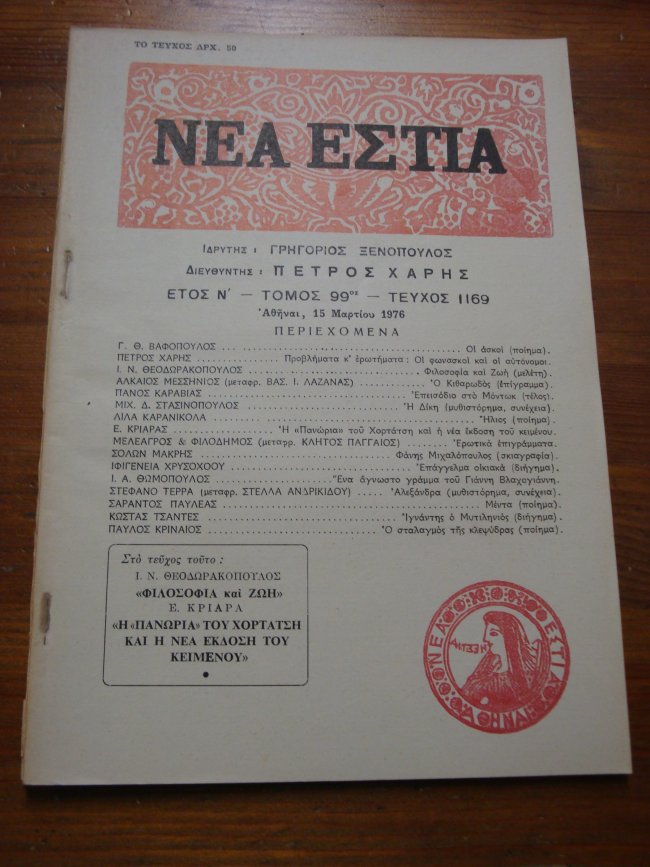 ΤΟ ΤΕΥΧΟΣ ΔΡΧ. 50
ΝΕΑ ΕΣΤΙΑ
ΙΔΡΥΤΗΣ : ΓΡΗΓΟΡΙΟΣ ΞΕΝΟΠΟΥΛΟΣ
ΔΙΕΥΘΥΝΤΗΣ : ΠΕΤΡΟΣ ΧΑΡΗΣ
ΕΤΟΣ Ν΄ — ΤΟΜΟΣ 99ος — ΤΕΥΧΟΣ 1169
Ἀθῆναι, 15 Μαρτίου 1976
ΠΕΡΙΕΧΟΜΕΝΑ
Γ. Θ. ΒΑΦΟΠΟΥΛΟΣ ... Οἱ ἀσκοί (ποίημα).
ΠΕΤΡΟΣ ΧΑΡΗΣ ... Προβλήματα κ' ἐρωτήματα : Οἱ φωνασκοί καί οἱ αὐτόνομοι.
Ι. Ν. ΘΕΟΔΩΡΑΚΟΠΟΥΛΟΣ ... Φιλοσοφία καί Ζωή (μελέτη).
ΑΛΚΑΙΟΣ ΜΕΣΣΗΝΙΟΣ (μεταφρ. ΒΑΣ. Ι. ΛΑΖΑΝΑΣ) ... Ὁ Κιθαρωδός (ἐπίγραμμα).
ΠΑΝΟΣ ΚΑΡΑΒΙΑΣ ... Ἐπεισόδιο στό Μόντωκ (τέλος).
ΜΙΧ. Δ. ΣΤΑΣΙΝΟΠΟΥΛΟΣ ... Ἡ Δίκη (μυθιστόρημα, συνέχεια).
ΛΙΛΑ ΚΑΡΑΝΙΚΟΛΑ ... Ἥλιος (ποίημα).
Ε. ΚΡΙΑΡΑΣ ... Ἡ «Πανώρια» τοῦ Χορτάτση καί ἡ νέα ἔκδοση τοῦ κειμένου.
ΜΕΛΕΑΓΡΟΣ & ΦΙΛΟΔΗΜΟΣ (μεταφρ. ΚΛΗΤΟΣ ΠΑΓΓΑΙΟΣ) ... Ἐρωτικά ἐπιγράμματα.
ΣΟΛΩΝ ΜΑΚΡΗΣ ... Φάνης Μιχαλόπουλος (σκιαγραφία).
ΙΦΙΓΕΝΕΙΑ ΧΡΥΣΟΧΟΟΥ ... Ἐπάγγελμα οἰκιακά (διήγημα).
Ι. Α. ΘΩΜΟΠΟΥΛΟΣ ... Ἕνα ἄγνωστο γράμμα τοῦ Γιάννη Βλαχογιάννη.
ΣΤΕΦΑΝΟ ΤΕΡΡΑ (μεταφρ. ΣΤΕΛΛΑ ΑΝΔΡΙΚΙΔΟΥ) ... Ἀλεξάνδρα (μυθιστόρημα, συνέχεια).
ΣΑΡΑΝΤΟΣ ΠΑΥΛΕΑΣ ... Μέντα (ποίημα).
ΚΩΣΤΑΣ ΤΣΑΝΤΕΣ ... Ἰγνάντης ὁ Μυτιληνιός (διήγημα).
ΠΑΥΛΟΣ ΚΡΙΝΑΙΟΣ ... Ὁ σταλαγμός τῆς κλεψύδρας (ποίημα).
Στὸ τεῦχος τοῦτο :
Ι. Ν. ΘΕΟΔΩΡΑΚΟΠΟΥΛΟΣ
«ΦΙΛΟΣΟΦΙΑ καὶ ΖΩΗ»
Ε. ΚΡΙΑΡΑ
«Η «ΠΑΝΩΡΙΑ» ΤΟΥ ΧΟΡΤΑΤΣΗ
ΚΑΙ Η ΝΕΑ ΕΚΔΟΣΗ ΤΟΥ
ΚΕΙΜΕΝΟΥ»
ΝΕΑ ΕΣΤΙΑ
ΑΘΗΝΑΙ